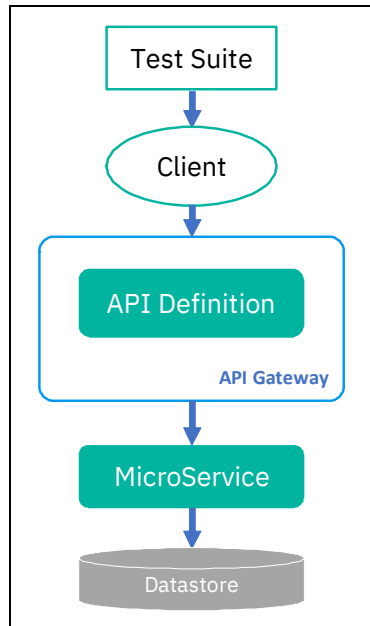 Test Suite
Client
API Definition
API Gateway
MicroService
Datastore